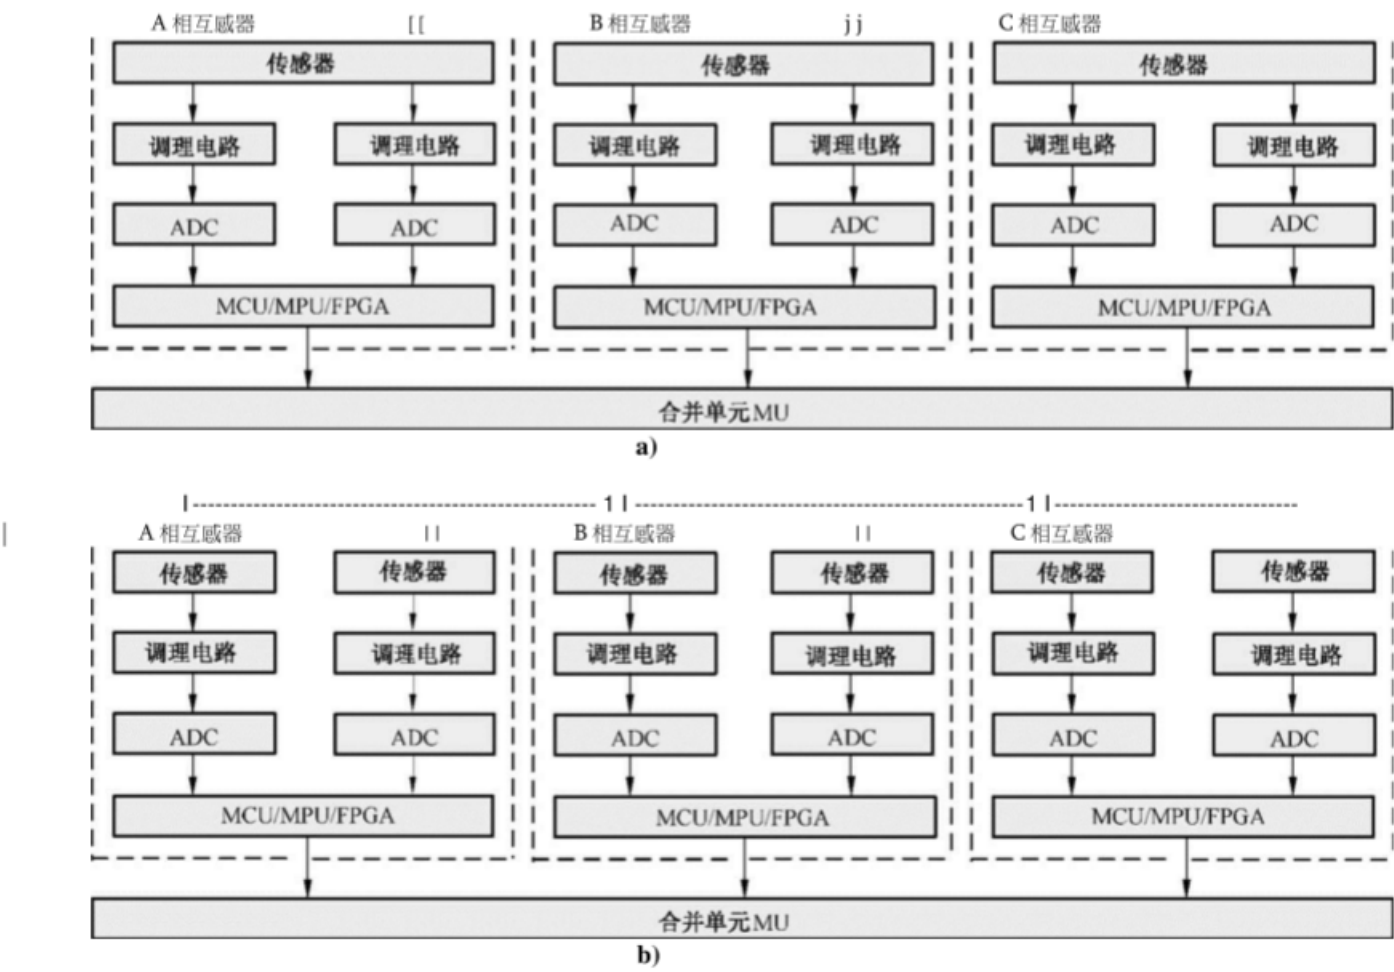 A 相互感器 [ [ B 相互感器 j j C 相互感器
传感器 传感器 传感器
调理电路 调理电路 调理电路 调理电路 调理电路 调理电路
ADC ADC ADC ADC ADC ADC
MCU/MPU/FPGA MCU/MPU/FPGA MCU/MPU/FPGA
合并单元MU
a)
1 1
A 相互感器 | | B 相互感器 | | C 相互感器
传感器 传感器 传感器 传感器 传感器 传感器
调理电路 调理电路 调理电路 调理电路 调理电路 调理电路
ADC ADC ADC ADC ADC ADC
MCU/MPU/FPGA MCU/MPU/FPGA MCU/MPU/FPGA
合并单元MU
b)